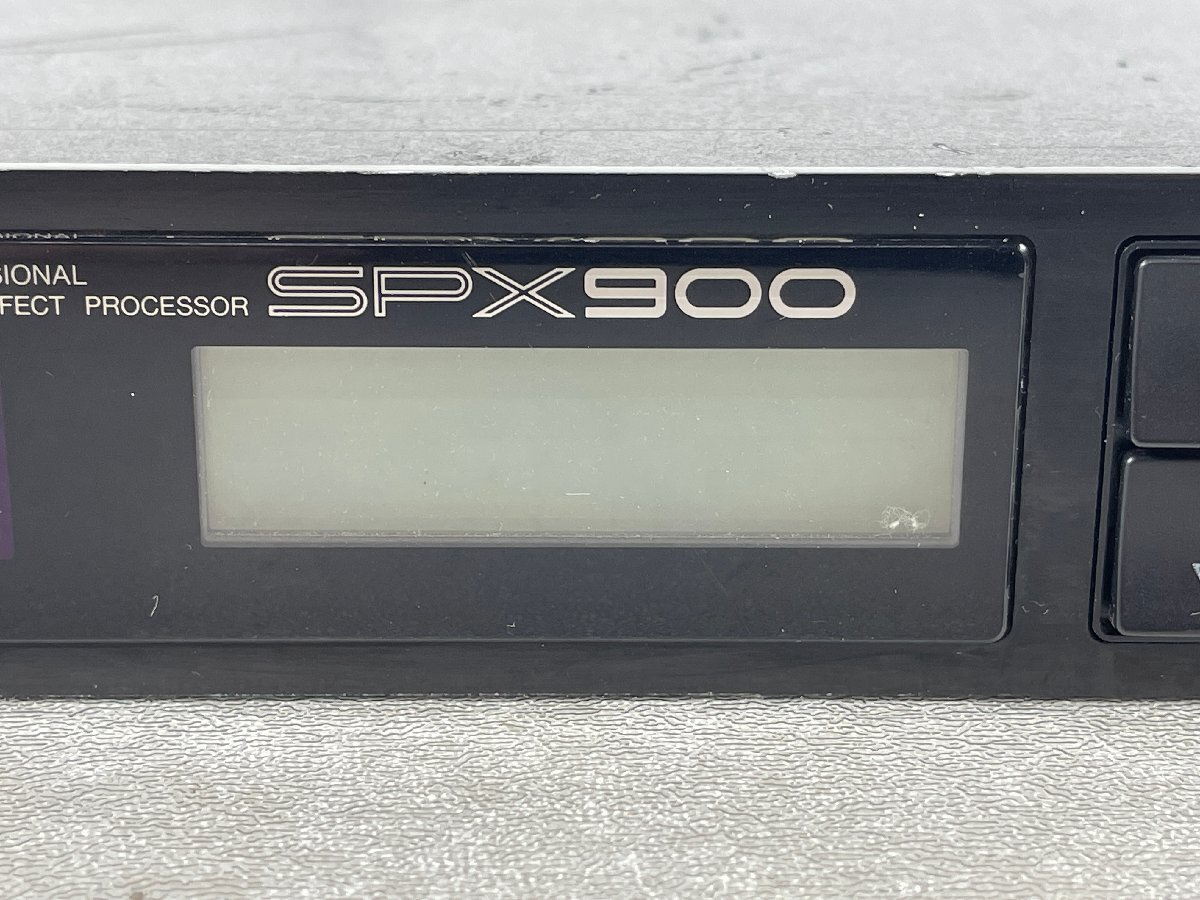 SIONAL
FECT PROCESSOR SPX900